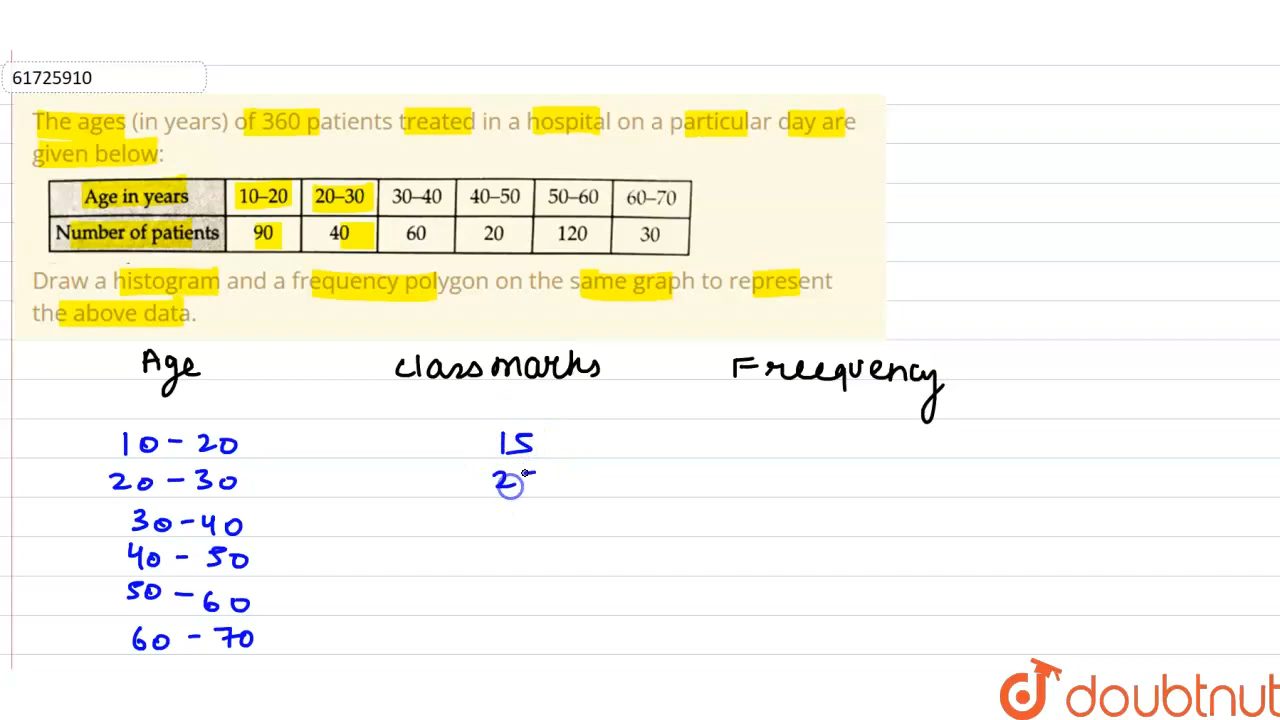 61725910
The ages (in years) of 360 patients treated in a hospital on a particular day are
given below:
Age in years 10–20 20–30 30–40 40–50 50–60 60–70
Number of patients 90 40 60 20 120 30
Draw a histogram and a frequency polygon on the same graph to represent
the above data.
Age classmarks Freequency
10 - 20 15
20 - 30 2
30 - 40
40 - 50
50 - 60
60 - 70
doubtnut